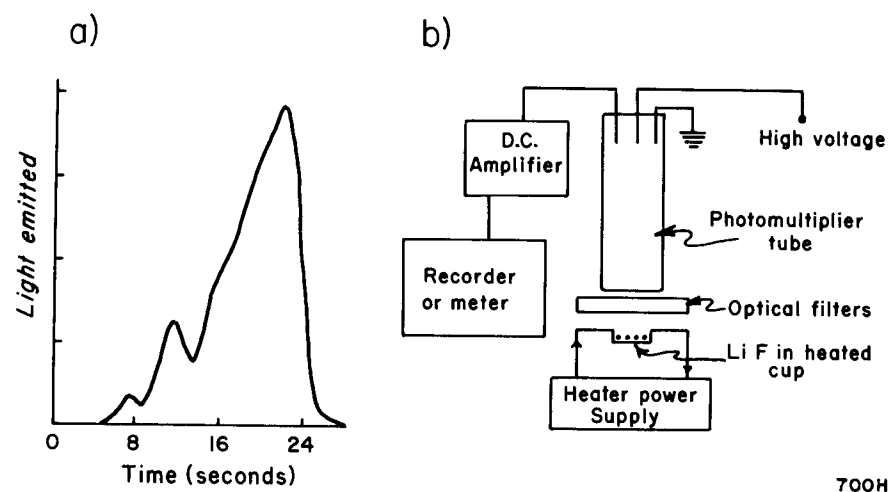 a)
Light emitted
0
8
16
24
Time (seconds)
b)
D.C.
Amplifier
High voltage
Photomultiplier
tube
Recorder
or meter
Optical filters
Li F in heated
cup
Heater power
Supply
700H